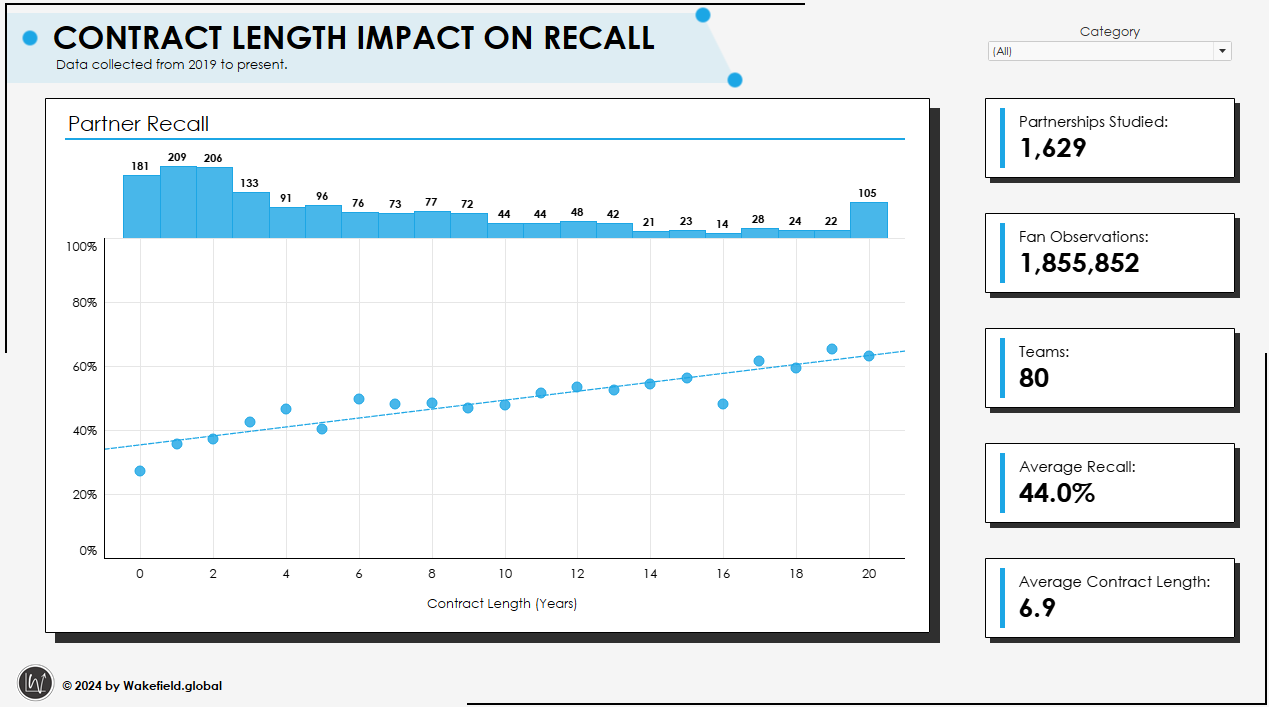 CONTRACT LENGTH IMPACT ON RECALL
Data collected from 2019 to present.
Category
(All)
Partner Recall
181 209 206 133 91 96 76 73 77 72 44 44 48 42 21 23 14 28 24 22 105
100%
80%
60%
40%
20%
0%
0 2 4 6 8 10 12 14 16 18 20
Contract Length (Years)
Partnerships Studied:
1,629
Fan Observations:
1,855,852
Teams:
80
Average Recall:
44.0%
Average Contract Length:
6.9
© 2024 by Wakefield.global